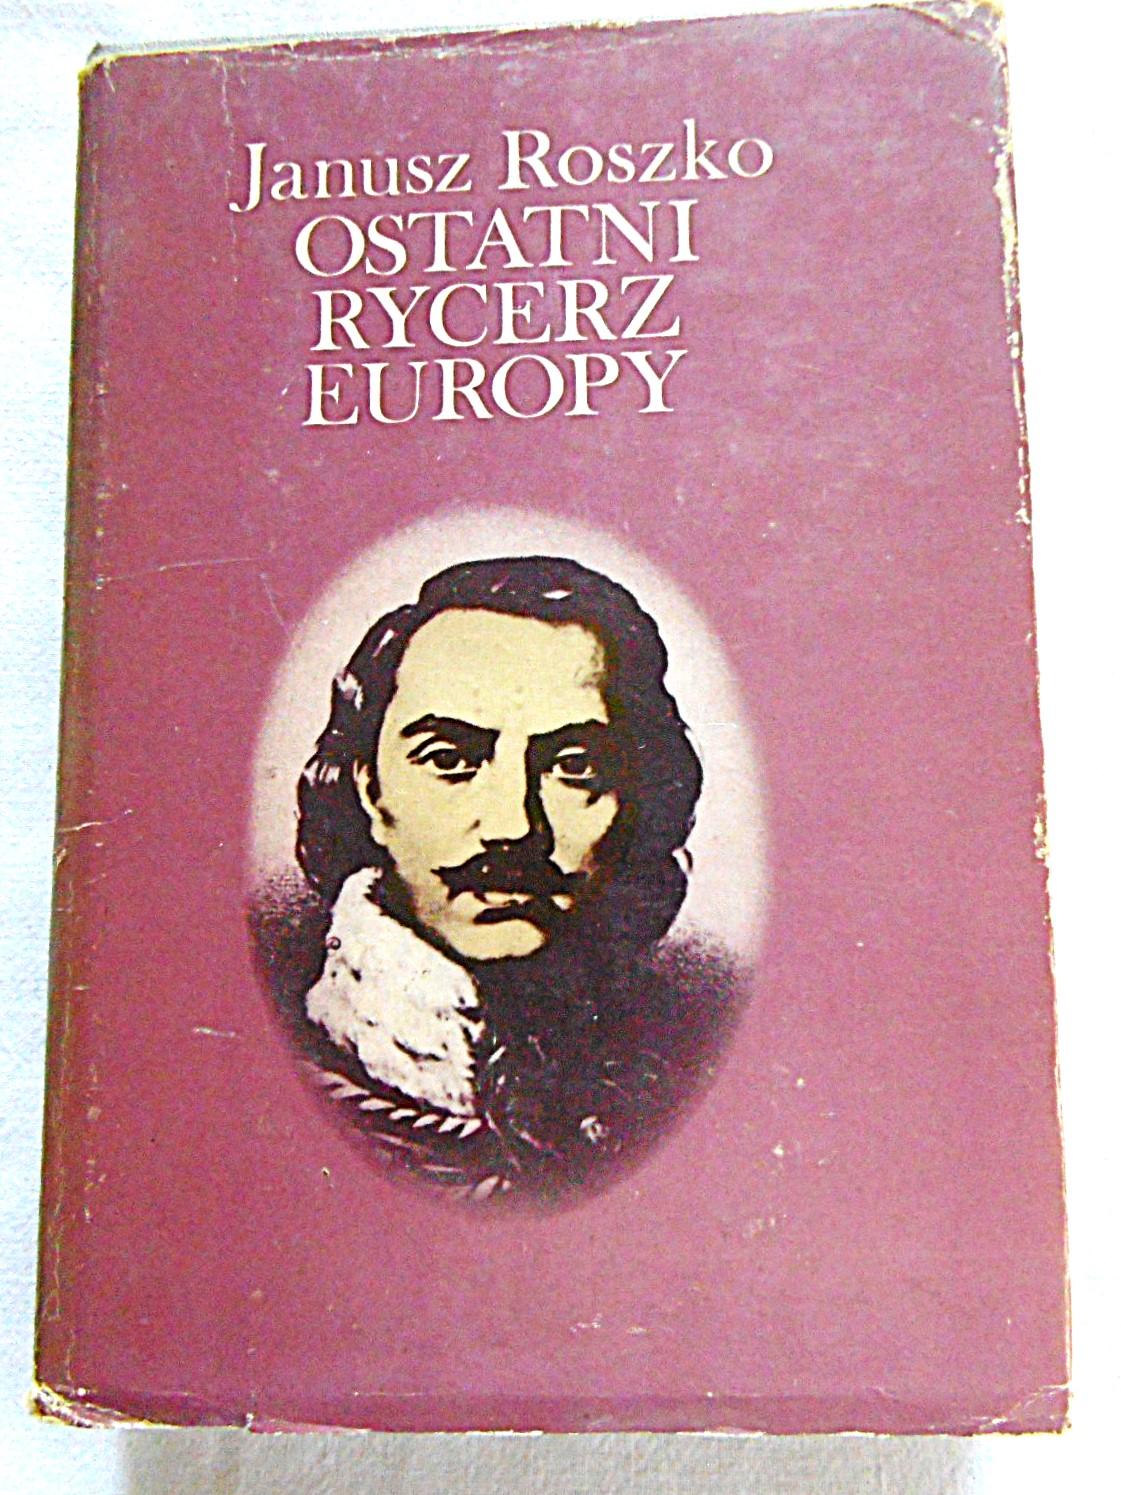 Janusz Roszko
OSTATNI
RYCERZ
EUROPY